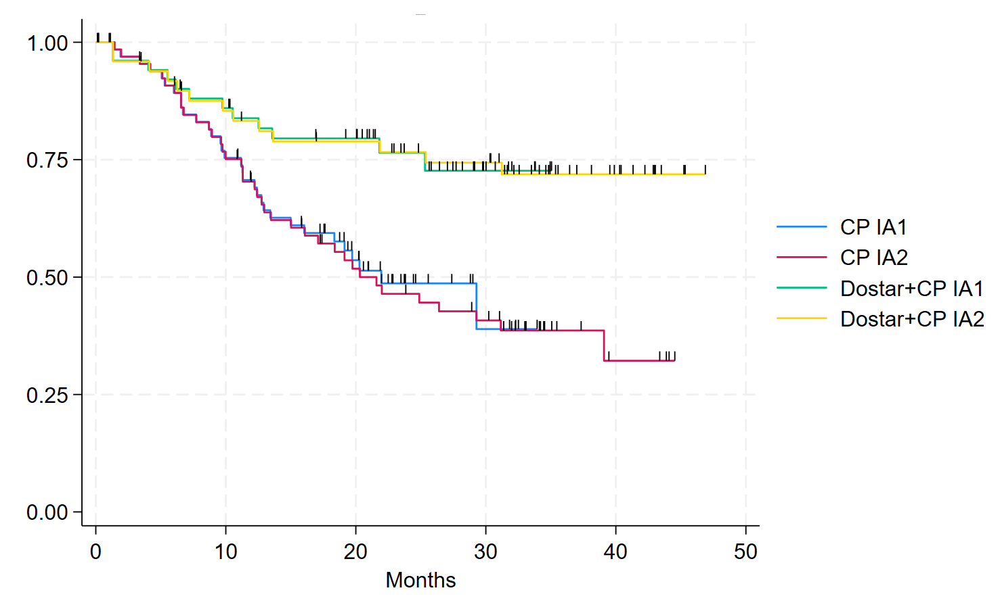 1.00
0.75
0.50
0.25
0.00
0 10 20 30 40 50
Months
CP IA1
CP IA2
Dostar+CP IA1
Dostar+CP IA2